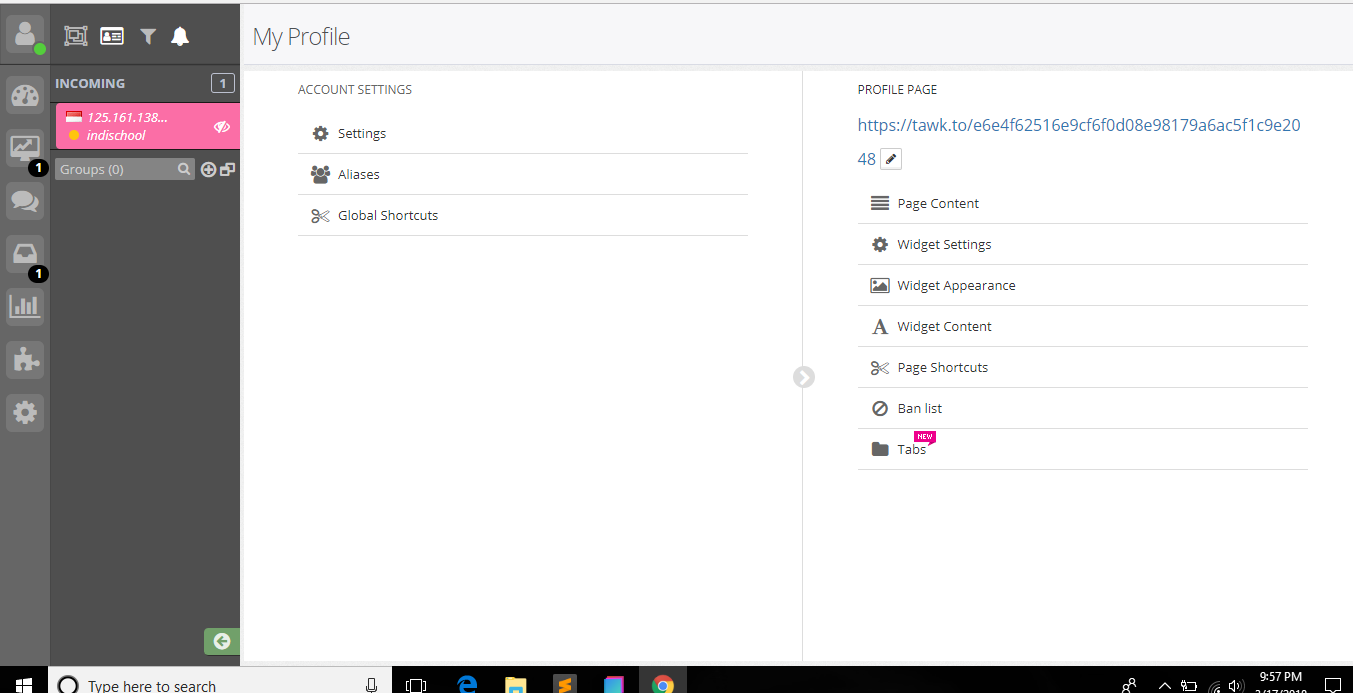 My Profile
INCOMING
1
125.161.138...
indischool
Groups (0)
1
1
ACCOUNT SETTINGS
Settings
Aliases
Global Shortcuts
PROFILE PAGE
https://tawk.to/e6e4f62516e9cf6f0d08e98179a6ac5f1c9e20
48
Page Content
Widget Settings
Widget Appearance
Widget Content
Page Shortcuts
Ban list
NEW
Tabs
Type here to search
9:57 PM